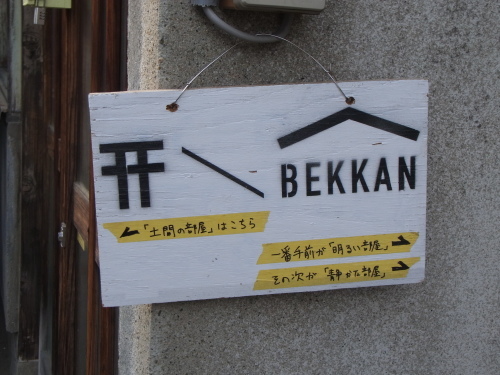 BEKKAN
「土間の部屋」はこちら
一番手前が「明るい部屋」
その次が「静かな部屋」